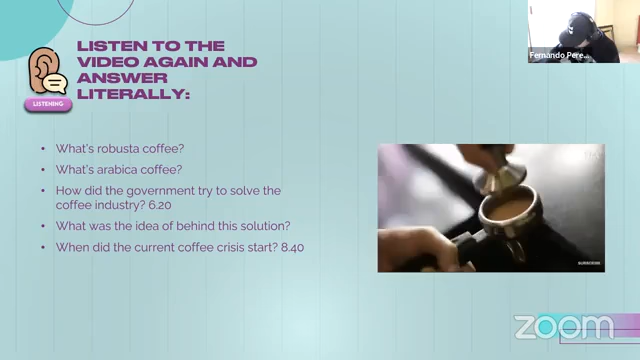 LISTEN TO THE
VIDEO AGAIN AND
ANSWER
LITERALLY:
LISTENING
• What's robusta coffee?
• What's arabica coffee?
• How did the government try to solve the
coffee industry? 6.20
• What was the idea of behind this solution?
• When did the current coffee crisis start? 8.40
Fernando Pere...
SUBSCRIBE
zoom